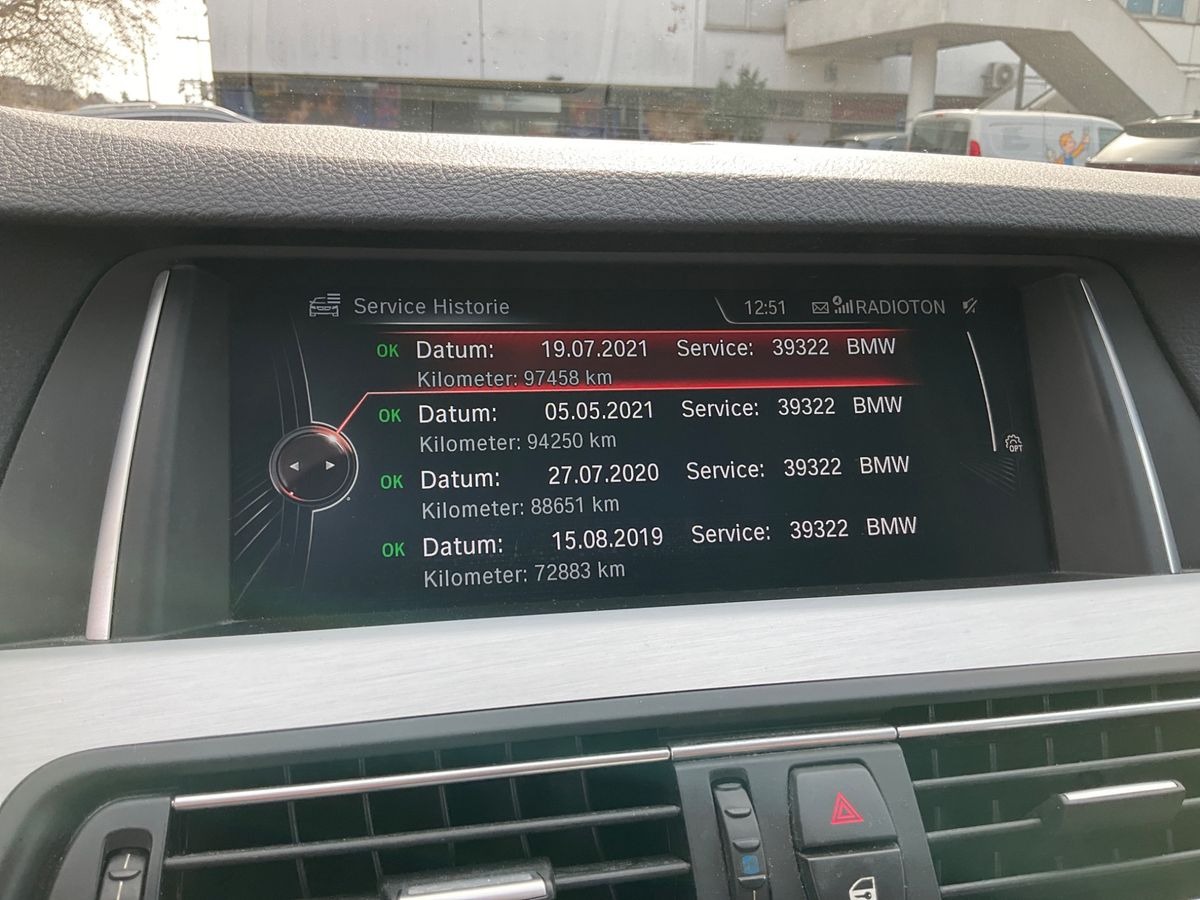 Service Historie 12:51 RADIOTON
OK Datum: 19.07.2021 Service: 39322 BMW
Kilometer: 97458 km
OK Datum: 05.05.2021 Service: 39322 BMW
Kilometer: 94250 km
OPT
OK Datum: 27.07.2020 Service: 39322 BMW
Kilometer: 88651 km
OK Datum: 15.08.2019 Service: 39322 BMW
Kilometer: 72883 km